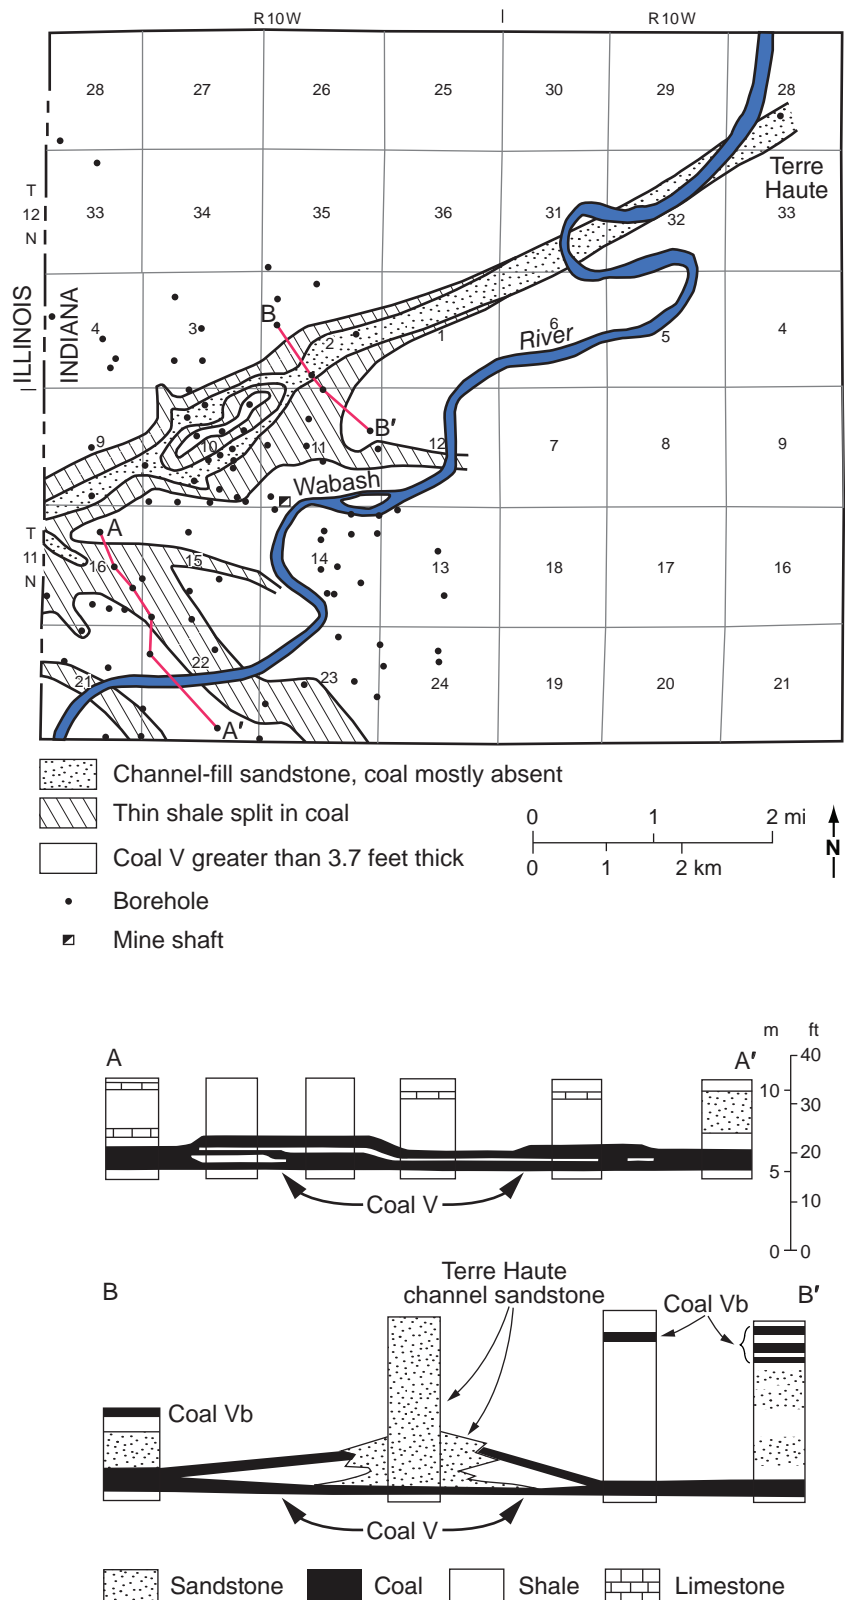 R 10 W | R 10 W
28 27 26 25 30 29 28
Terre
Haute
T
12
N
33 34 35 36 31 32 33
ILLINOIS
INDIANA
B
4 3 2 1 6 5 4
River
B′
9 10 11 12 7 8 9
Wabash
A
T
11
N
16 15 14 13 18 17 16
21 22 23 24 19 20 21
A′
Channel-fill sandstone, coal mostly absent
Thin shale split in coal
Coal V greater than 3.7 feet thick
Borehole
Mine shaft
0 1 2 mi
0 1 2 km
N
m ft
A A′
40
10
30
20
5
10
0 0
Coal V
Terre Haute
channel sandstone
B B′
Coal Vb
Coal Vb
Coal V
Sandstone Coal Shale Limestone